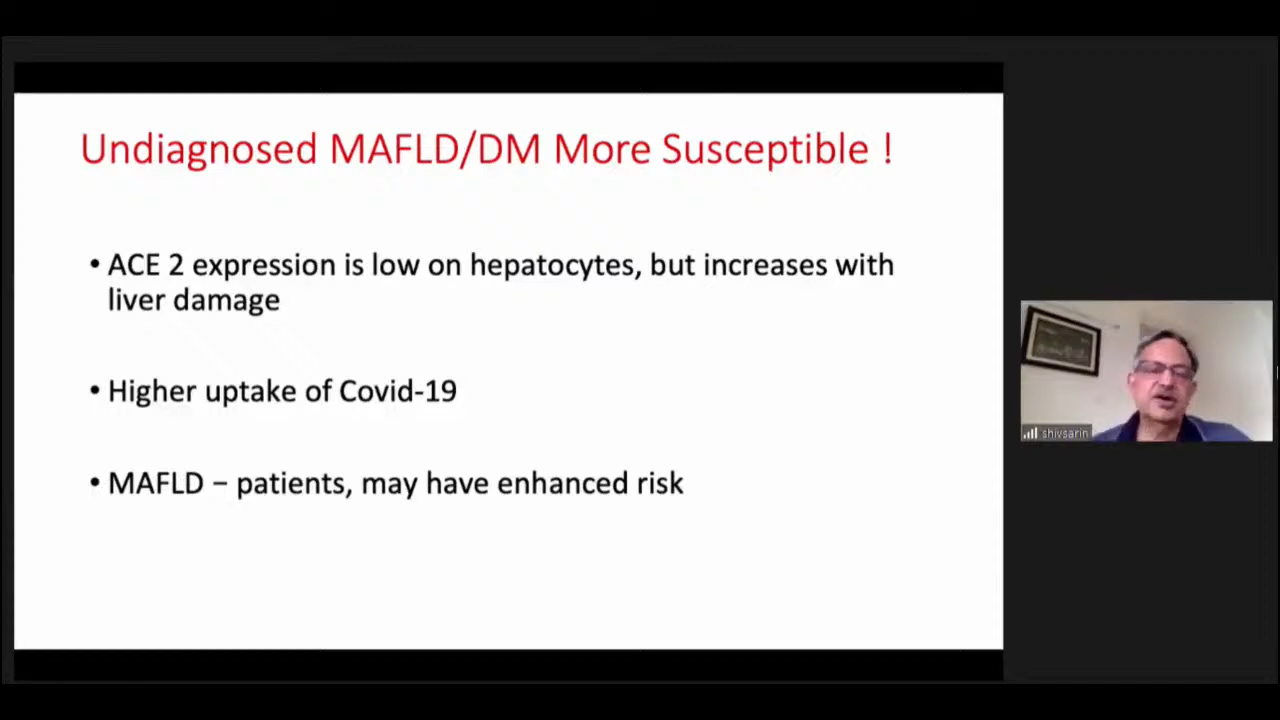 Undiagnosed MAFLD/DM More Susceptible !
• ACE 2 expression is low on hepatocytes, but increases with
liver damage
• Higher uptake of Covid-19
• MAFLD – patients, may have enhanced risk
shivsarin